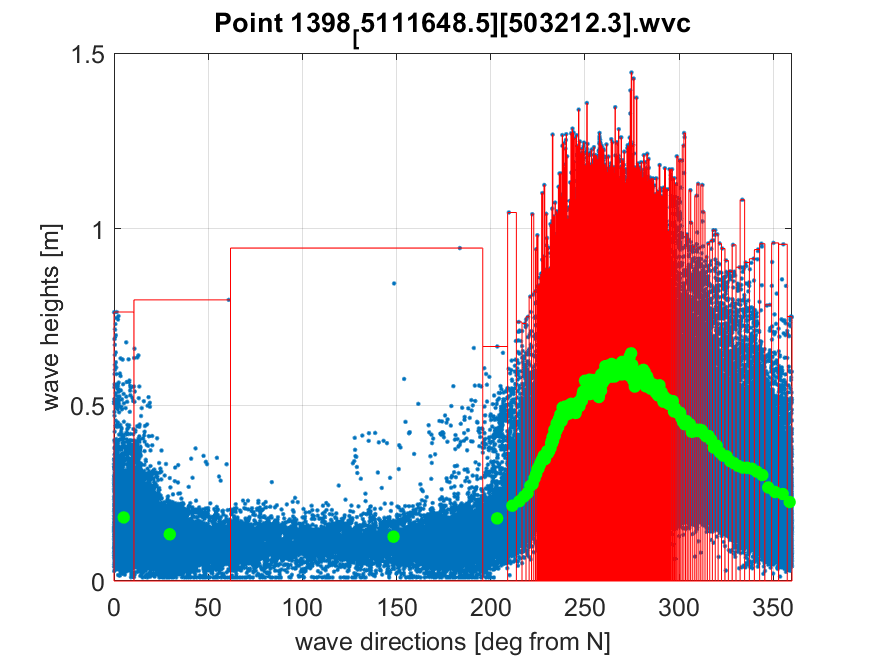 Point 1398[5111648.5][503212.3].wvc
1.5
1
0.5
0
wave heights [m]
0 50 100 150 200 250 300 350
wave directions [deg from N]